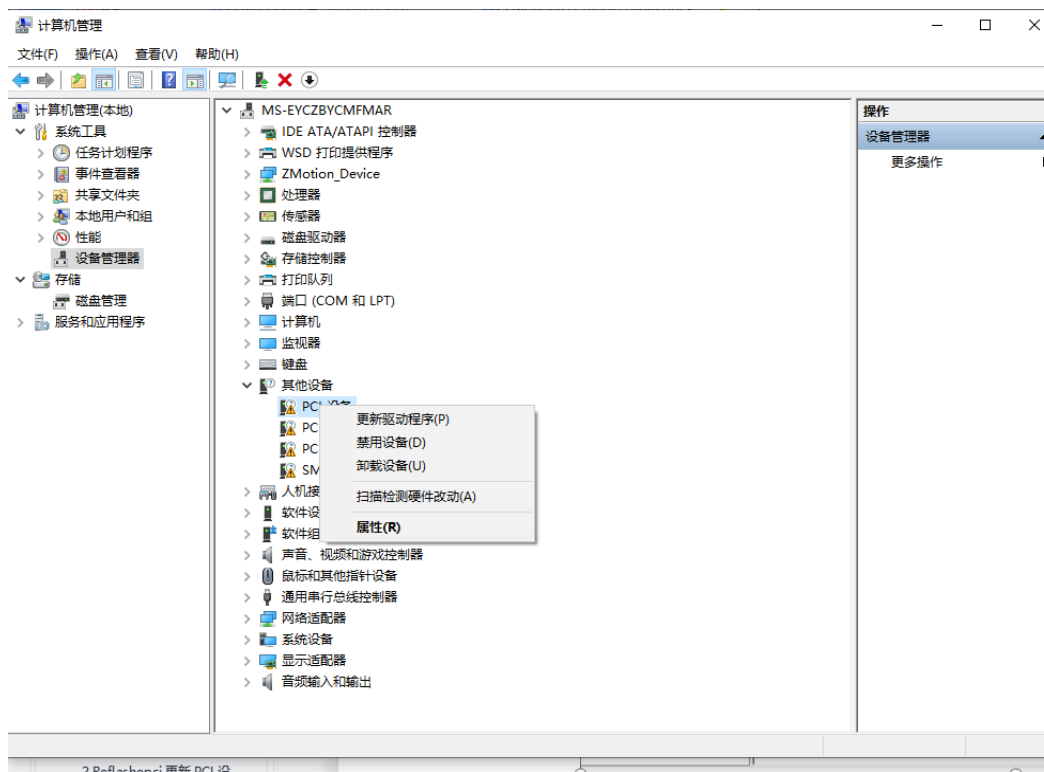 计算机管理
文件(F) 操作(A) 查看(V) 帮助(H)
计算机管理(本地)
系统工具
任务计划程序
事件查看器
共享文件夹
本地用户和组
性能
设备管理器
存储
磁盘管理
服务和应用程序
MS-EYCZBYCMFMAR
IDE ATA/ATAPI 控制器
WSD 打印提供程序
ZMotion_Device
处理器
传感器
磁盘驱动器
存储控制器
打印队列
端口 (COM 和 LPT)
计算机
监视器
键盘
其他设备
PCI 设备
PC
PC
SM
人机接
软件设
软件组
声音、视频和游戏控制器
鼠标和其他指针设备
通用串行总线控制器
网络适配器
系统设备
显示适配器
音频输入和输出
更新驱动程序(P)
禁用设备(D)
卸载设备(U)
扫描检测硬件改动(A)
属性(R)
操作
设备管理器
更多操作